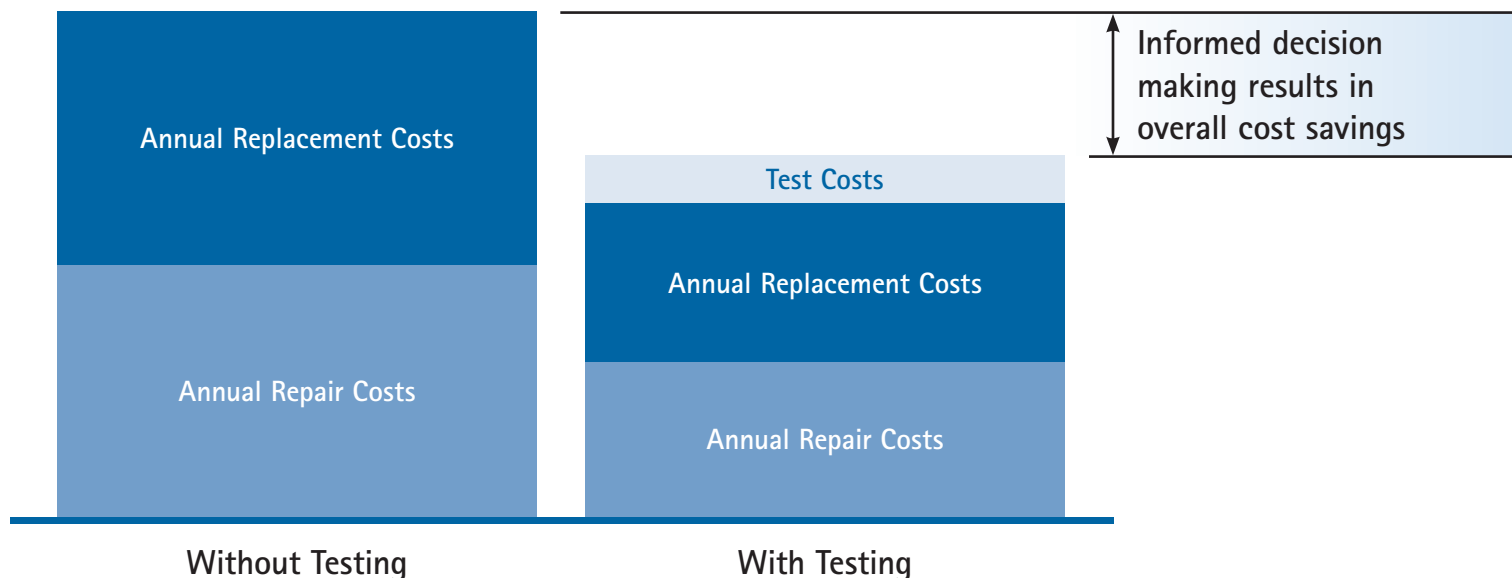 Annual Replacement Costs
Annual Repair Costs
Without Testing
Test Costs
Annual Replacement Costs
Annual Repair Costs
With Testing
Informed decision
making results in
overall cost savings